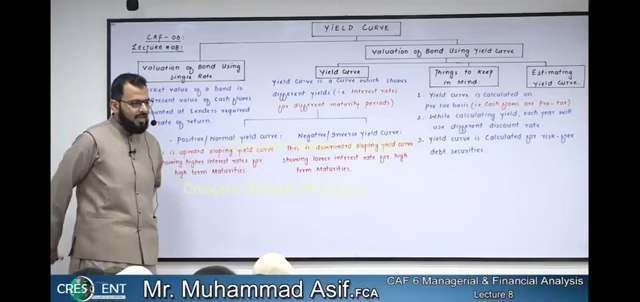 CAF-06
Lecture #08
YIELD CURVE
Valuation of Bond Using Yield Curve
Valuation of Bond Using
Single Rate
arket value of a bond is
resent value of Cash flows
ounted at Lenders required
rate of return.
Yield Curve
Yield Curve is a Curve which shows
different yields (i.e interest rates
for different maturity periods)
- Positive/Normal yield curve:
is upward sloping yield curve
showing higher interest rates for
high term Maturities.
Negative/Inverse yield Curve:
This is downward sloping yield curve
showing lower interest rate for high
term Maturities.
Things to Keep
in Mind
1. Yield Curve is Calculated on
Pre tax basis (i.e Cash flows are Pre-tax)
2. While calculating Yield, each year will
use different discount rate.
3. Yield Curve is Calculated for risk-free
debt securities.
Estimating
Yield Curve
CRESCENT
Mr. Muhammad Asif, FCA
CAF 6 Managerial & Financial Analysis
Lecture 8